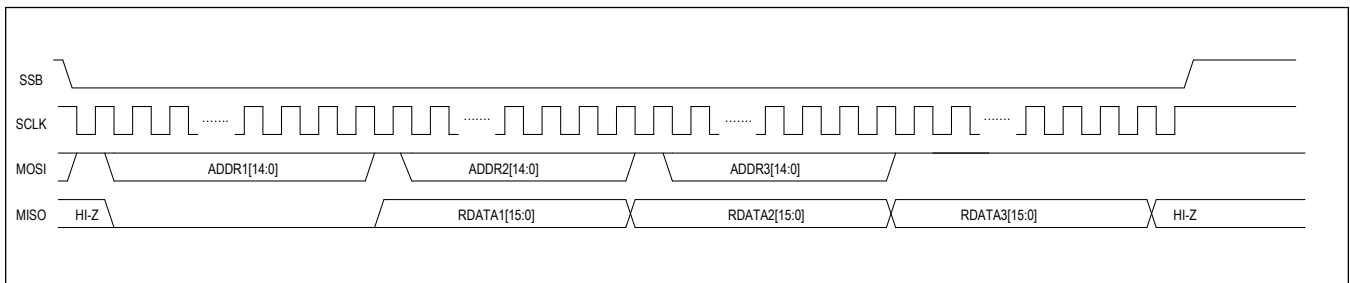 SSB
SCLK ....... ....... ....... .......
MOSI ADDR1[14:0] ADDR2[14:0] ADDR3[14:0]
MISO HI-Z RDATA1[15:0] RDATA2[15:0] RDATA3[15:0] HI-Z